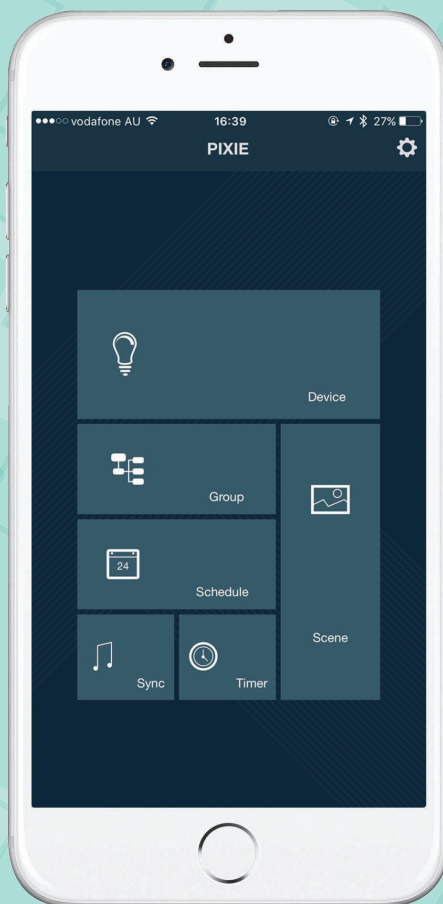 vodafone AU 16:39 27%
PIXIE
Device
Group
24
Schedule
Scene
Sync
Timer